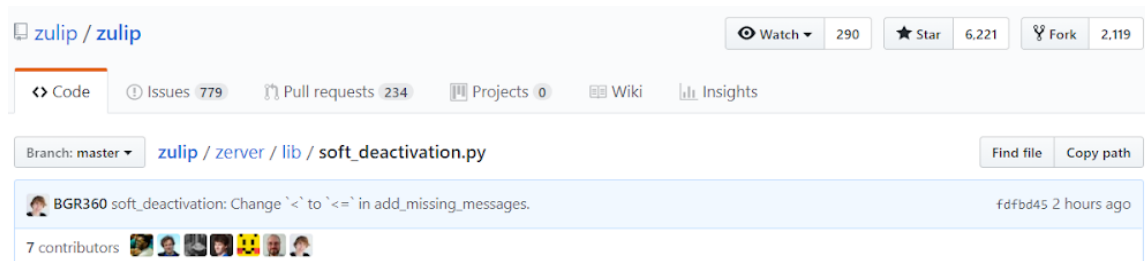 zulip / zulip Watch 290 Star 6,221 Fork 2,119
Code Issues 779 Pull requests 234 Projects 0 Wiki Insights
Branch: master zulip / zerver / lib / soft_deactivation.py Find file Copy path
BGR360 soft_deactivation: Change `<` to `<=` in add_missing_messages. fdfbd45 2 hours ago
7 contributors